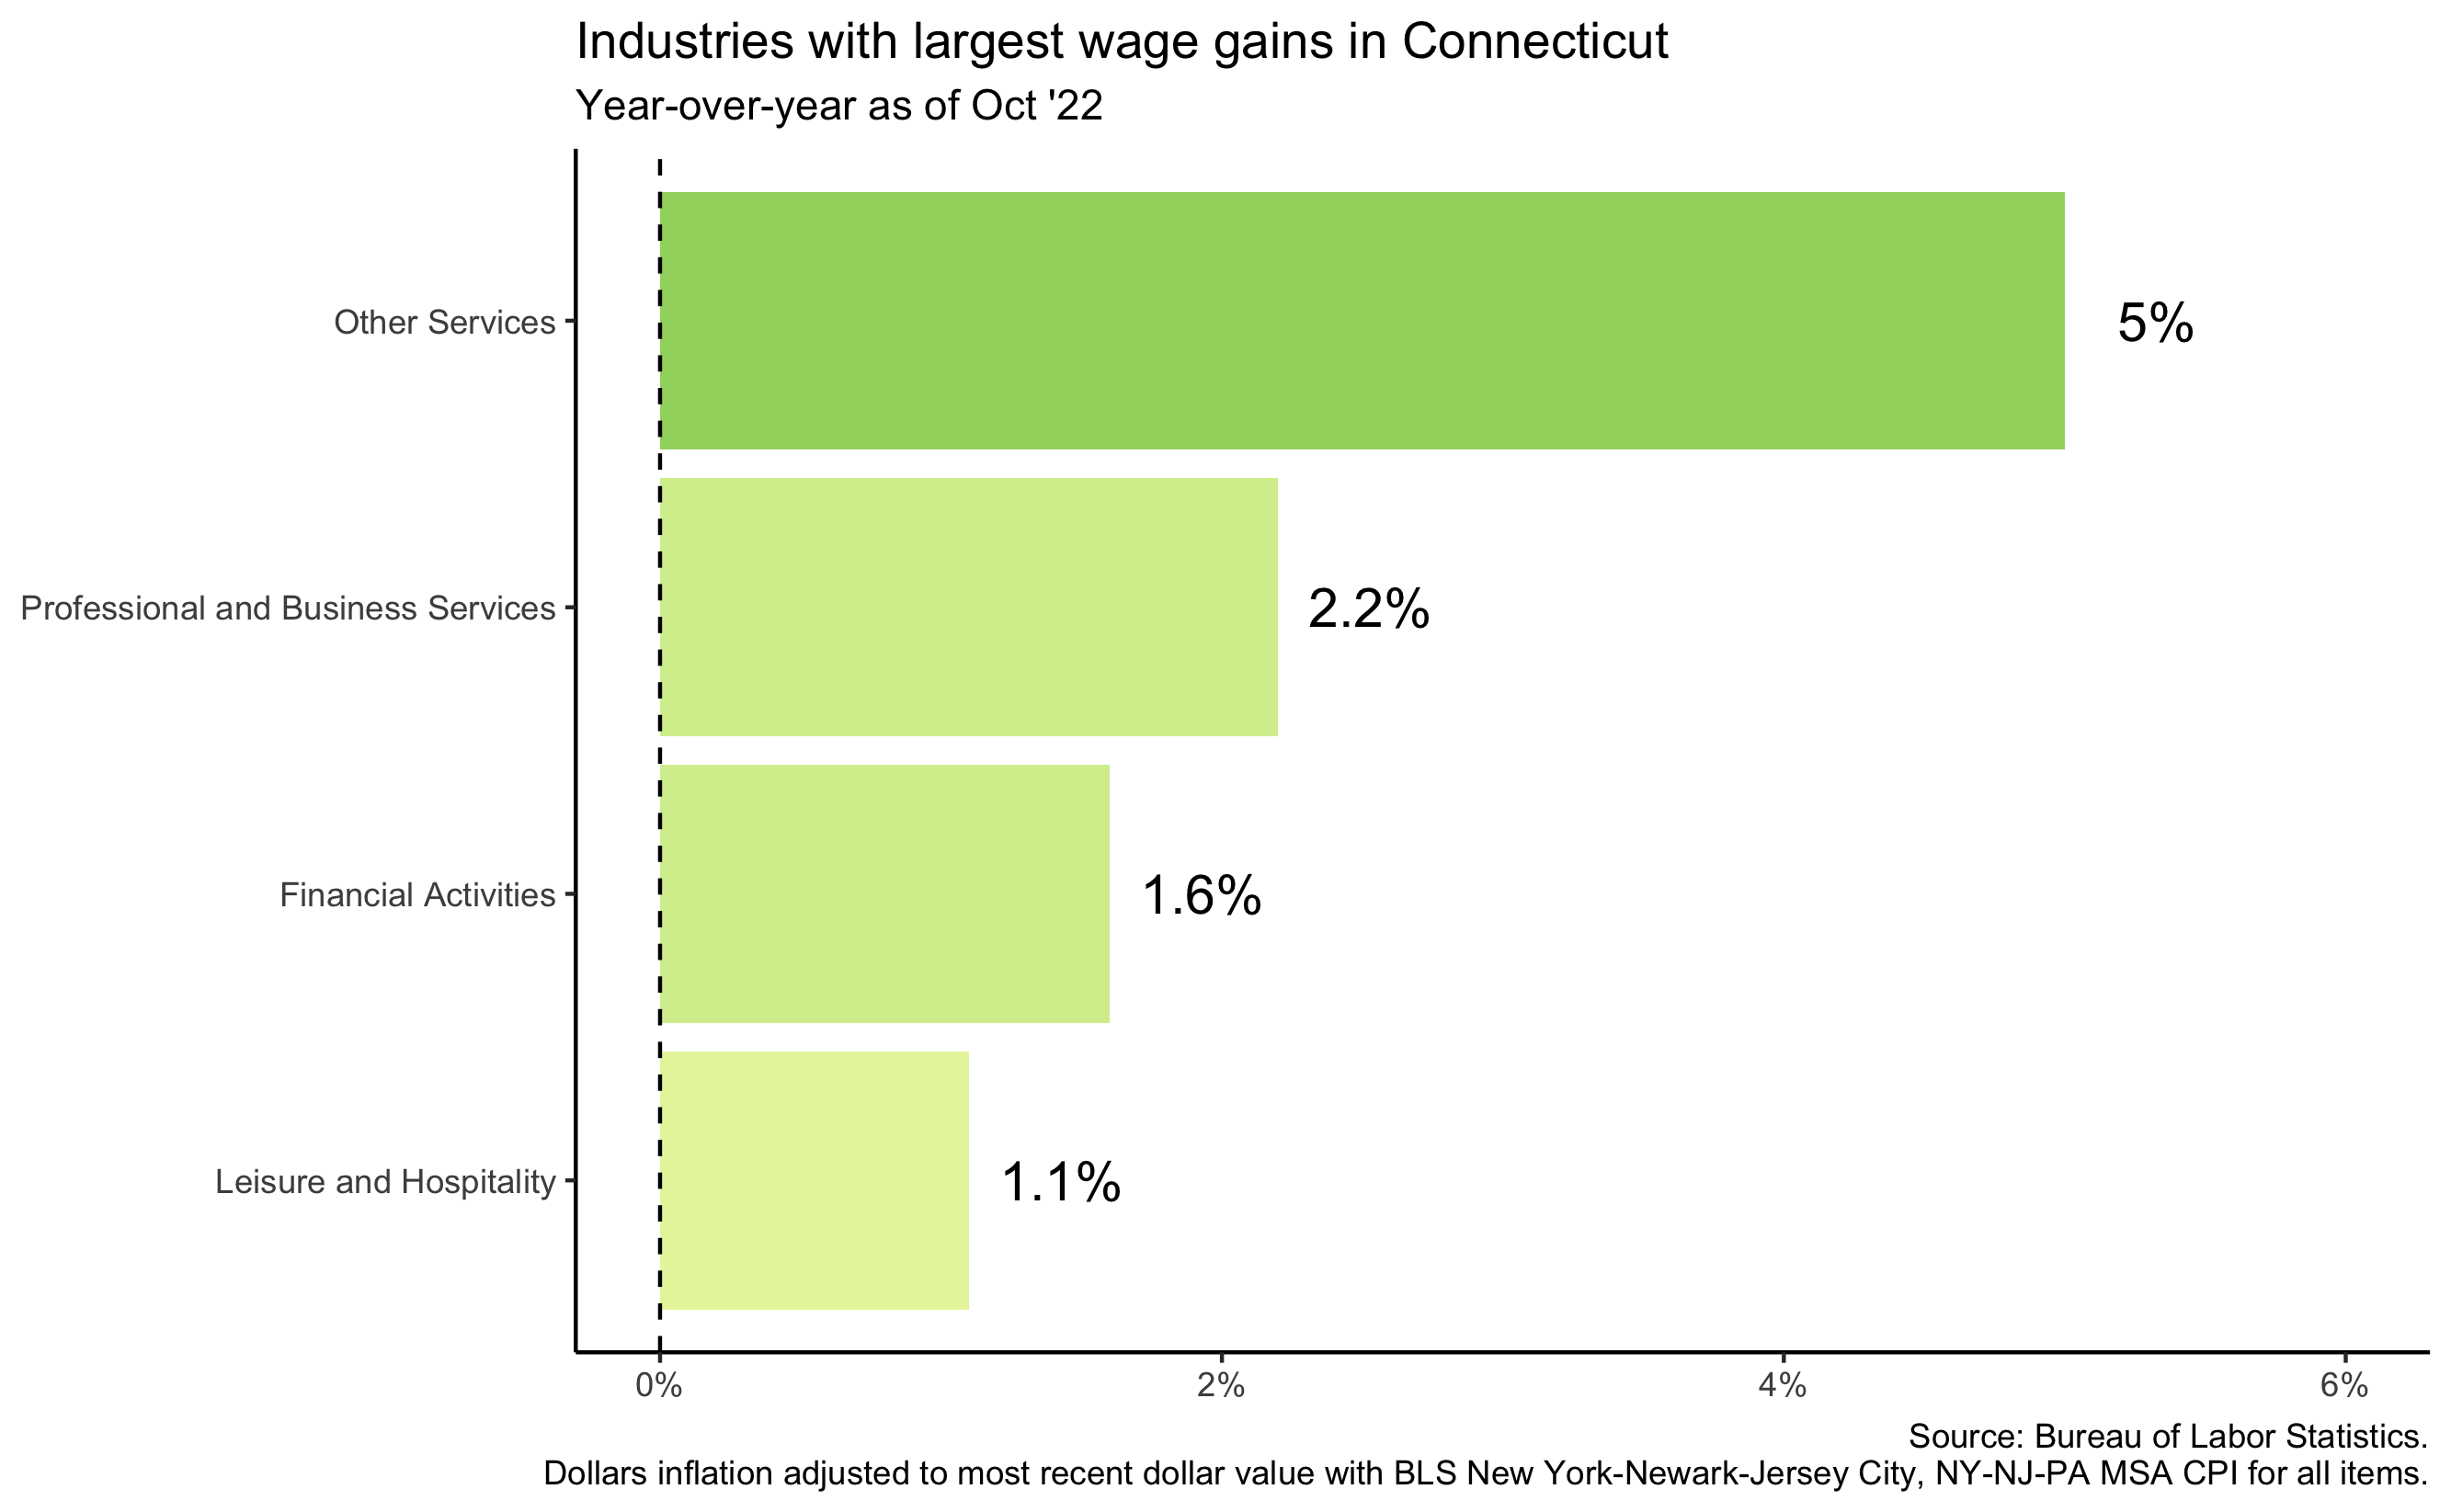 Industries with largest wage gains in Connecticut
Year-over-year as of Oct '22
Other Services
5%
Professional and Business Services
2.2%
Financial Activities
1.6%
Leisure and Hospitality
1.1%
0% 2% 4% 6%
Source: Bureau of Labor Statistics.
Dollars inflation adjusted to most recent dollar value with BLS New York-Newark-Jersey City, NY-NJ-PA MSA CPI for all items.